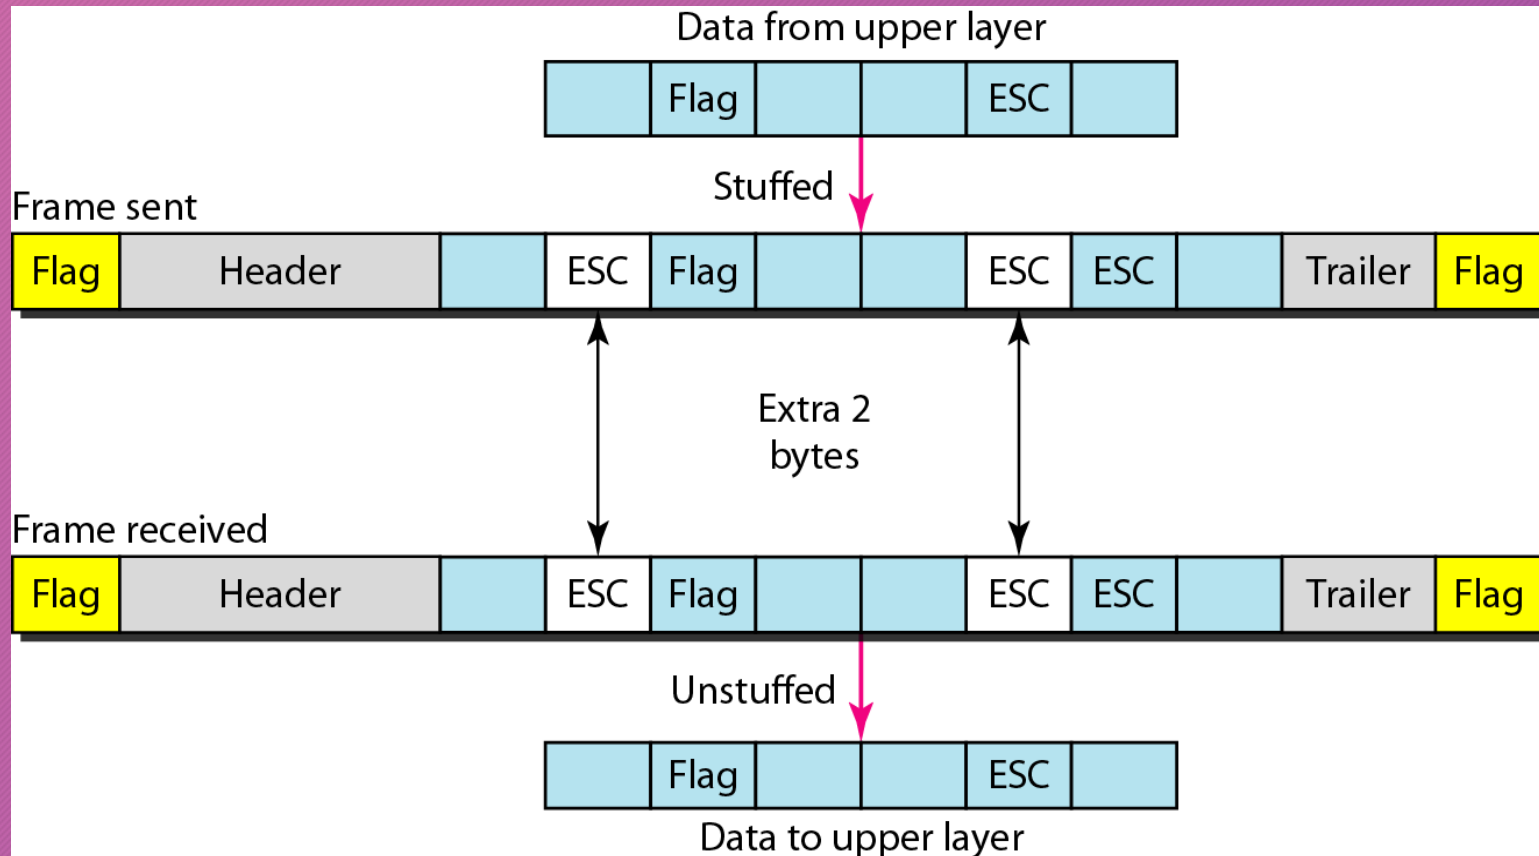 Data from upper layer
Flag ESC
Stuffed
Frame sent
Flag Header ESC Flag ESC ESC Trailer Flag
Extra 2
bytes
Frame received
Flag Header ESC Flag ESC ESC Trailer Flag
Unstuffed
Flag ESC
Data to upper layer